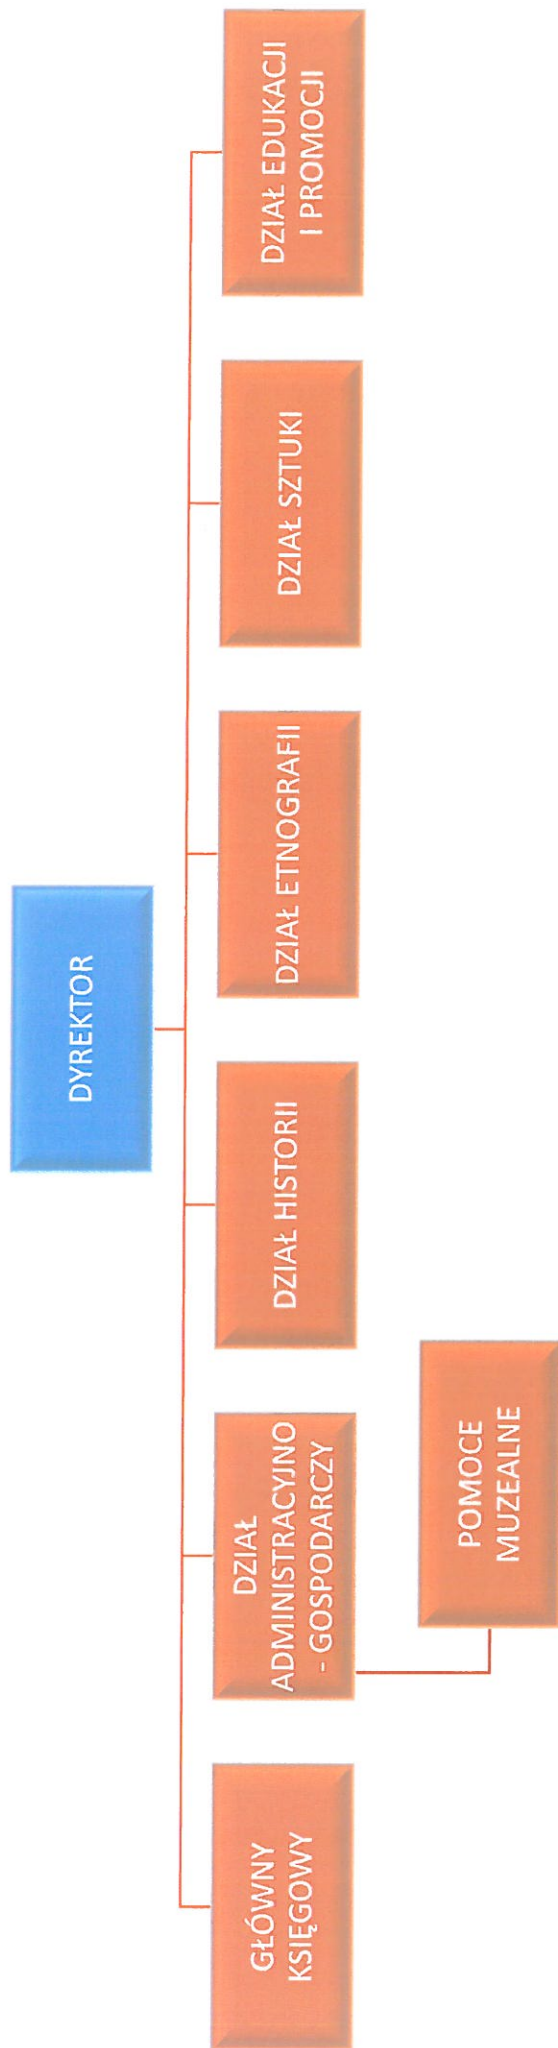 DYREKTOR
GŁÓWNY
KSIĘGOWY
DZIAŁ
ADMINISTRACYJNO
- GOSPODARCZY
DZIAŁ HISTORII
DZIAŁ ETNOGRAFII
DZIAŁ SZTUKI
DZIAŁ EDUKACJI
I PROMOCJI
POMOCE
MUZEALNE